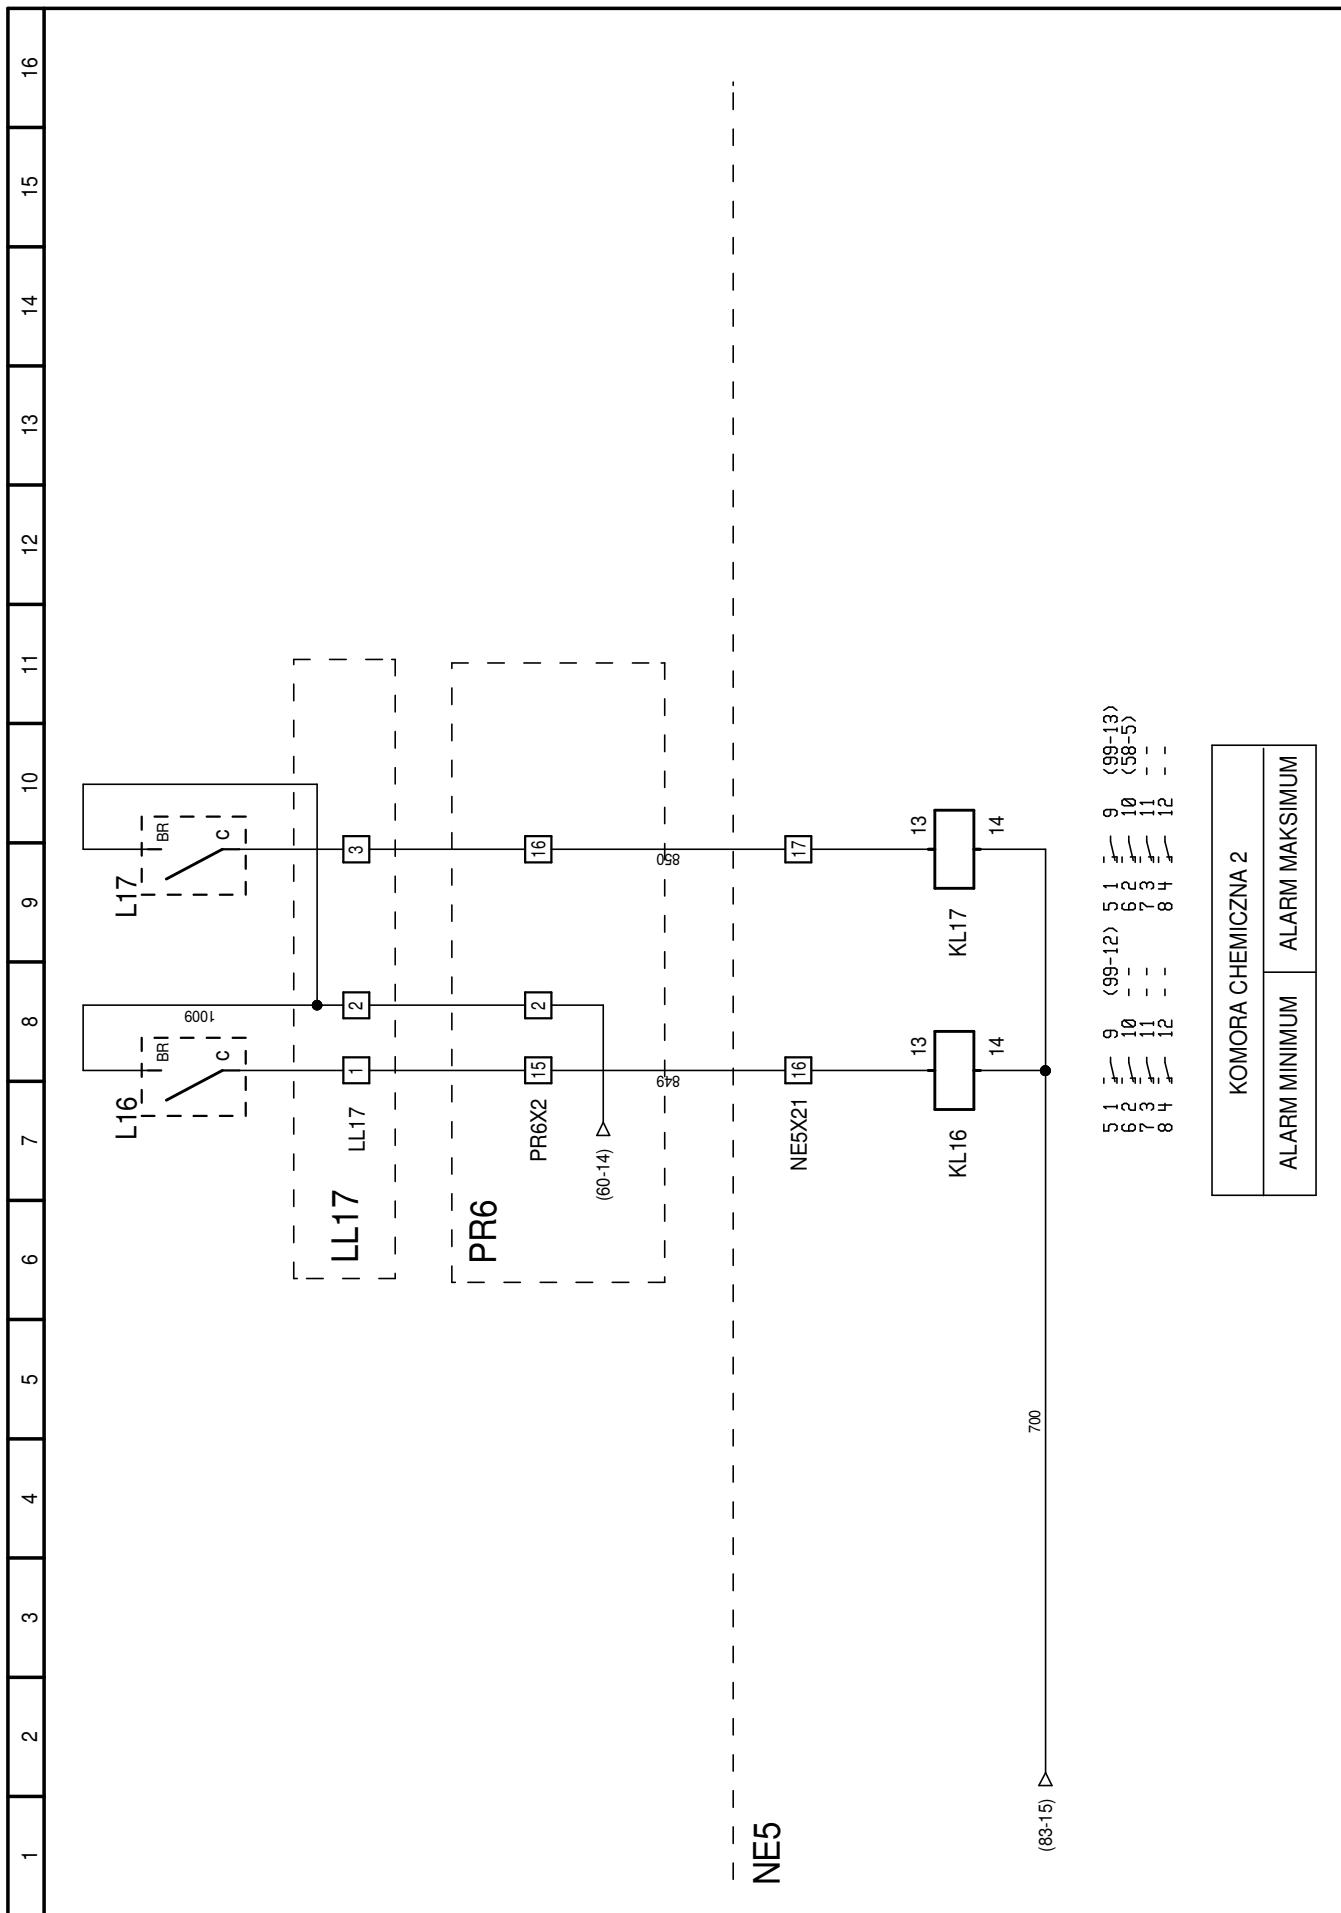 1 2 3 4 5 6 7 8 9 10 11 12 13 14 15 16
L16
BR
C
1009
L17
BR
C
LL17
LL17
1
2
3
PR6
PR6X2
15
2
16
(60-14)
849
850
NE5
NE5X21
16
17
KL16
13
14
KL17
13
14
(83-15)
700
5 1 9 (99-12)
6 2 10 --
7 3 11 --
8 4 12 --
5 1 9 (99-13)
6 2 10 (58-5)
7 3 11 --
8 4 12 --
KOMORA CHEMICZNA 2
ALARM MINIMUM
ALARM MAKSIMUM